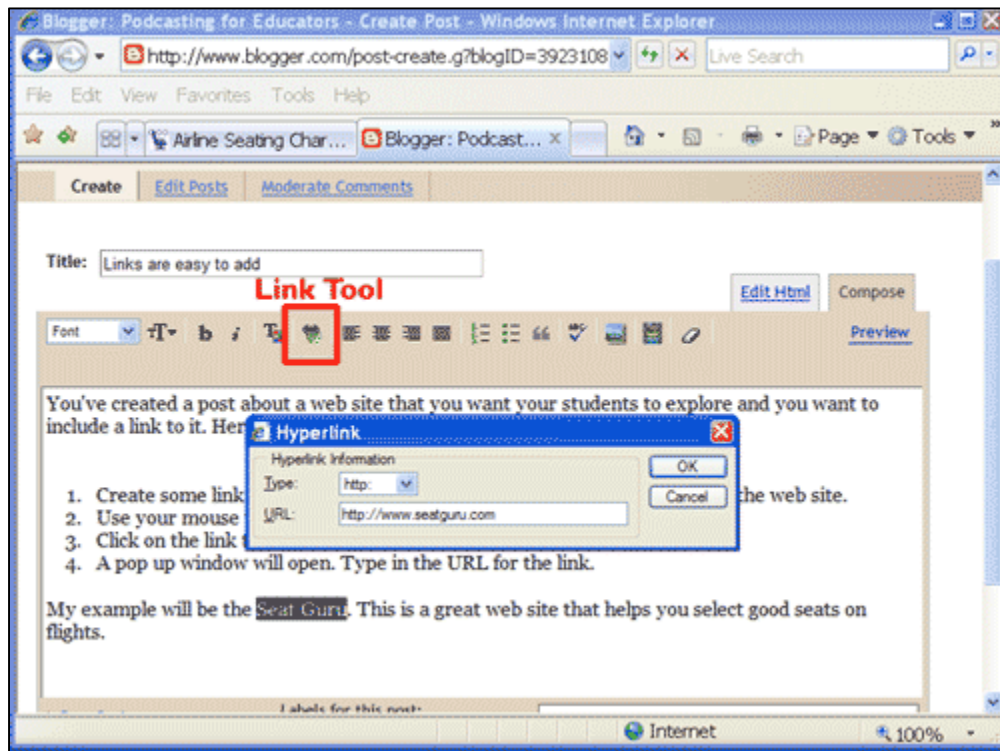 Blogger: Podcasting for Educators - Create Post - Windows Internet Explorer
http://www.blogger.com/post-create.g?blogID=3923108
Live Search
File Edit View Favorites Tools Help
Airline Seating Char...
Blogger: Podcast...
Page
Tools
Create
Edit Posts
Moderate Comments
Title:
Links are easy to add
Link Tool
Edit Html
Compose
Font
Preview
You've created a post about a web site that you want your students to explore and you want to
include a link to it. Her
Hyperlink
Hyperlink Information
Type:
http:
OK
URL:
http://www.seatguru.com
Cancel
1. Create some link the web site.
2. Use your mouse
3. Click on the link
4. A pop up window will open. Type in the URL for the link.
My example will be the Seat Guru. This is a great web site that helps you select good seats on
flights.
Labels for this post:
Internet
100%